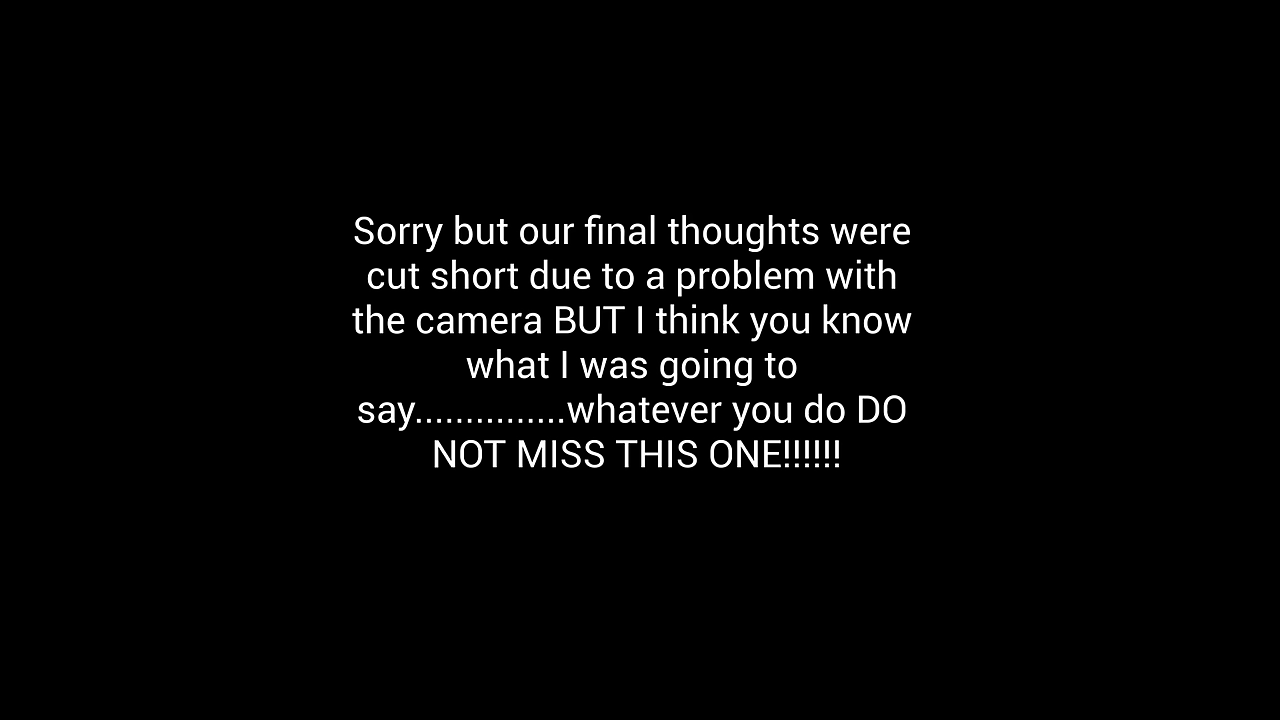 Sorry but our final thoughts were
cut short due to a problem with
the camera BUT I think you know
what I was going to
say...............whatever you do DO
NOT MISS THIS ONE!!!!!!